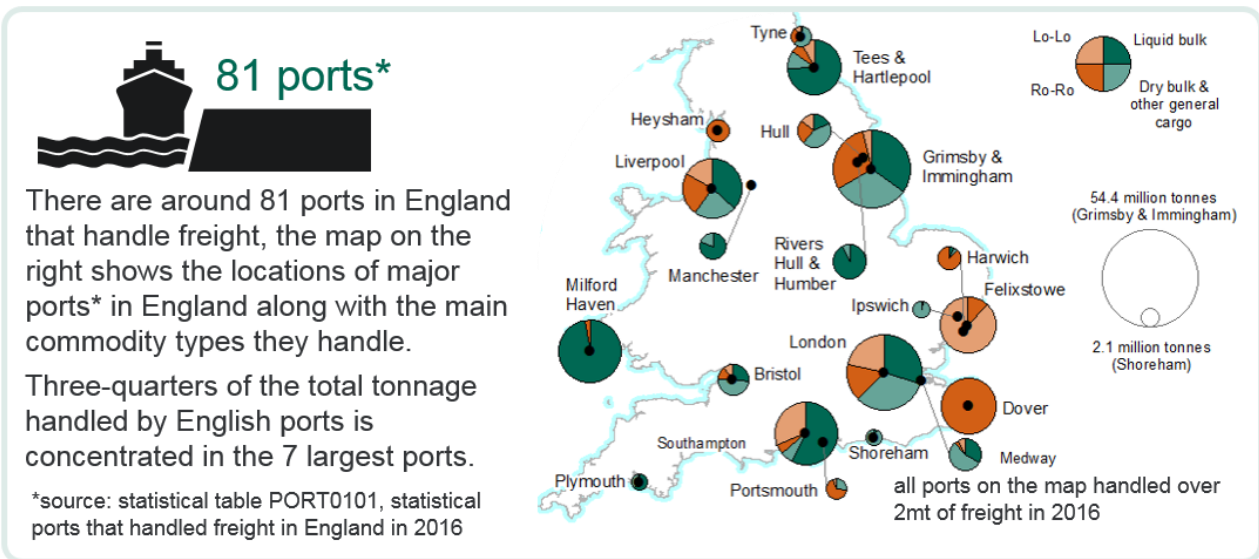 81 ports*
There are around 81 ports in England
that handle freight, the map on the
right shows the locations of major
ports* in England along with the main
commodity types they handle.
Three-quarters of the total tonnage
handled by English ports is
concentrated in the 7 largest ports.
*source: statistical table PORT0101, statistical
ports that handled freight in England in 2016
Tyne
Tees &
Hartlepool
Heysham
Hull
Liverpool
Grimsby &
Immingham
Manchester
Rivers
Hull &
Humber
Harwich
Milford
Haven
Ipswich
Felixstowe
London
Bristol
Dover
Southampton
Shoreham
Medway
Plymouth
Portsmouth
all ports on the map handled over
2mt of freight in 2016
Lo-Lo
Liquid bulk
Ro-Ro
Dry bulk &
other general
cargo
54.4 million tonnes
(Grimsby & Immingham)
2.1 million tonnes
(Shoreham)